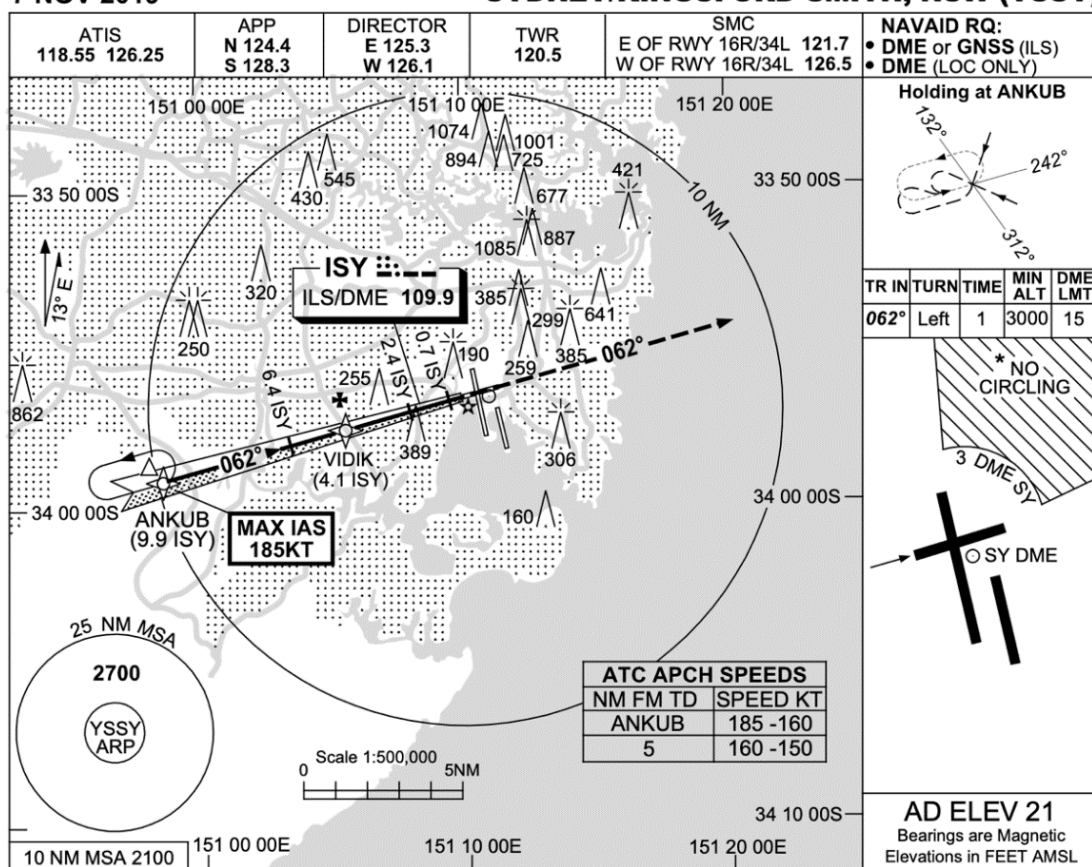 7 NOV 2019
SYDNEY/KINGSFORD SMITH, NSW (YSSY)
ATIS
118.55 126.25
APP
N 124.4
S 128.3
DIRECTOR
E 125.3
W 126.1
TWR
120.5
SMC
E OF RWY 16R/34L 121.7
W OF RWY 16R/34L 126.5
NAVAID RQ:
• DME or GNSS (ILS)
• DME (LOC ONLY)
Holding at ANKUB
132°
242°
312°
TR IN TURN TIME MIN ALT DME LMT
062° Left 1 3000 15
* NO
CIRCLING
3 DME SY
SY DME
AD ELEV 21
Bearings are Magnetic
Elevations in FEET AMSL
151 00 00E
151 10 00E
151 20 00E
33 50 00S
33 50 00S
10 NM
1074
1001
894
725
545
430
677
421
887
1085
13° E
320
ISY
ILS/DME 109.9
385
299
641
250
259
385
190
255
062°
2.4 ISY
0.7 ISY
6.4 ISY
862
062°
VIDIK
(4.1 ISY)
389
306
160
34 00 00S
34 00 00S
ANKUB
(9.9 ISY)
MAX IAS
185KT
25 NM MSA
2700
YSSY
ARP
10 NM MSA 2100
Scale 1:500,000
0 5NM
ATC APCH SPEEDS
NM FM TD SPEED KT
ANKUB 185 -160
5 160 -150
34 10 00S
151 00 00E
151 10 00E
151 20 00E